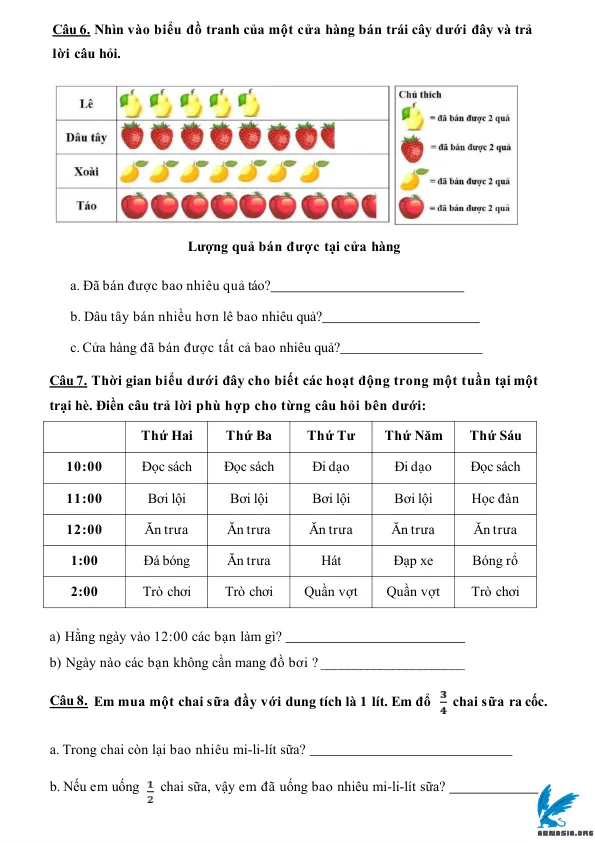 Câu 6. Nhìn vào biểu đồ tranh của một cửa hàng bán trái cây dưới đây và trả
lời câu hỏi.
Lê
Dâu tây
Xoài
Táo
Chú thích
= đã bán được 2 quả
= đã bán được 2 quả
= đã bán được 2 quả
= đã bán được 2 quả
Lượng quả bán được tại cửa hàng
a. Đã bán được bao nhiêu quả táo?
b. Dâu tây bán nhiều hơn lê bao nhiêu quả?
c. Cửa hàng đã bán được tất cả bao nhiêu quả?
Câu 7. Thời gian biểu dưới đây cho biết các hoạt động trong một tuần tại một
trại hè. Điền câu trả lời phù hợp cho từng câu hỏi bên dưới:
Thứ Hai Thứ Ba Thứ Tư Thứ Năm Thứ Sáu
10:00 Đọc sách Đọc sách Đi dạo Đi dạo Đọc sách
11:00 Bơi lội Bơi lội Bơi lội Bơi lội Học đàn
12:00 Ăn trưa Ăn trưa Ăn trưa Ăn trưa Ăn trưa
1:00 Đá bóng Ăn trưa Hát Đạp xe Bóng rổ
2:00 Trò chơi Trò chơi Quần vợt Quần vợt Trò chơi
a) Hằng ngày vào 12:00 các bạn làm gì?
b) Ngày nào các bạn không cần mang đồ bơi ?
Câu 8. Em mua một chai sữa đầy với dung tích là 1 lít. Em đổ 3/4 chai sữa ra cốc.
a. Trong chai còn lại bao nhiêu mi-li-lít sữa?
b. Nếu em uống 1/2 chai sữa, vậy em đã uống bao nhiêu mi-li-lít sữa?
ABNASIA.ORG